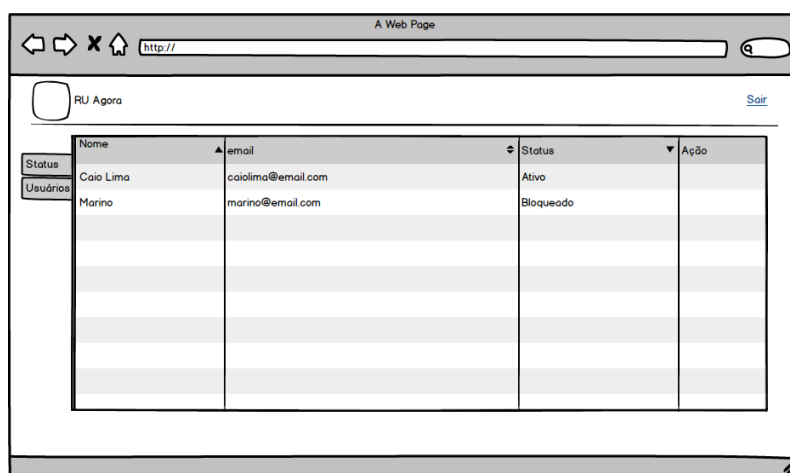 A Web Page
http://
RU Agora
Sair
Status
Usuários
Nome email Status Ação
Caio Lima caiolima@email.com Ativo
Marino marino@email.com Bloqueado